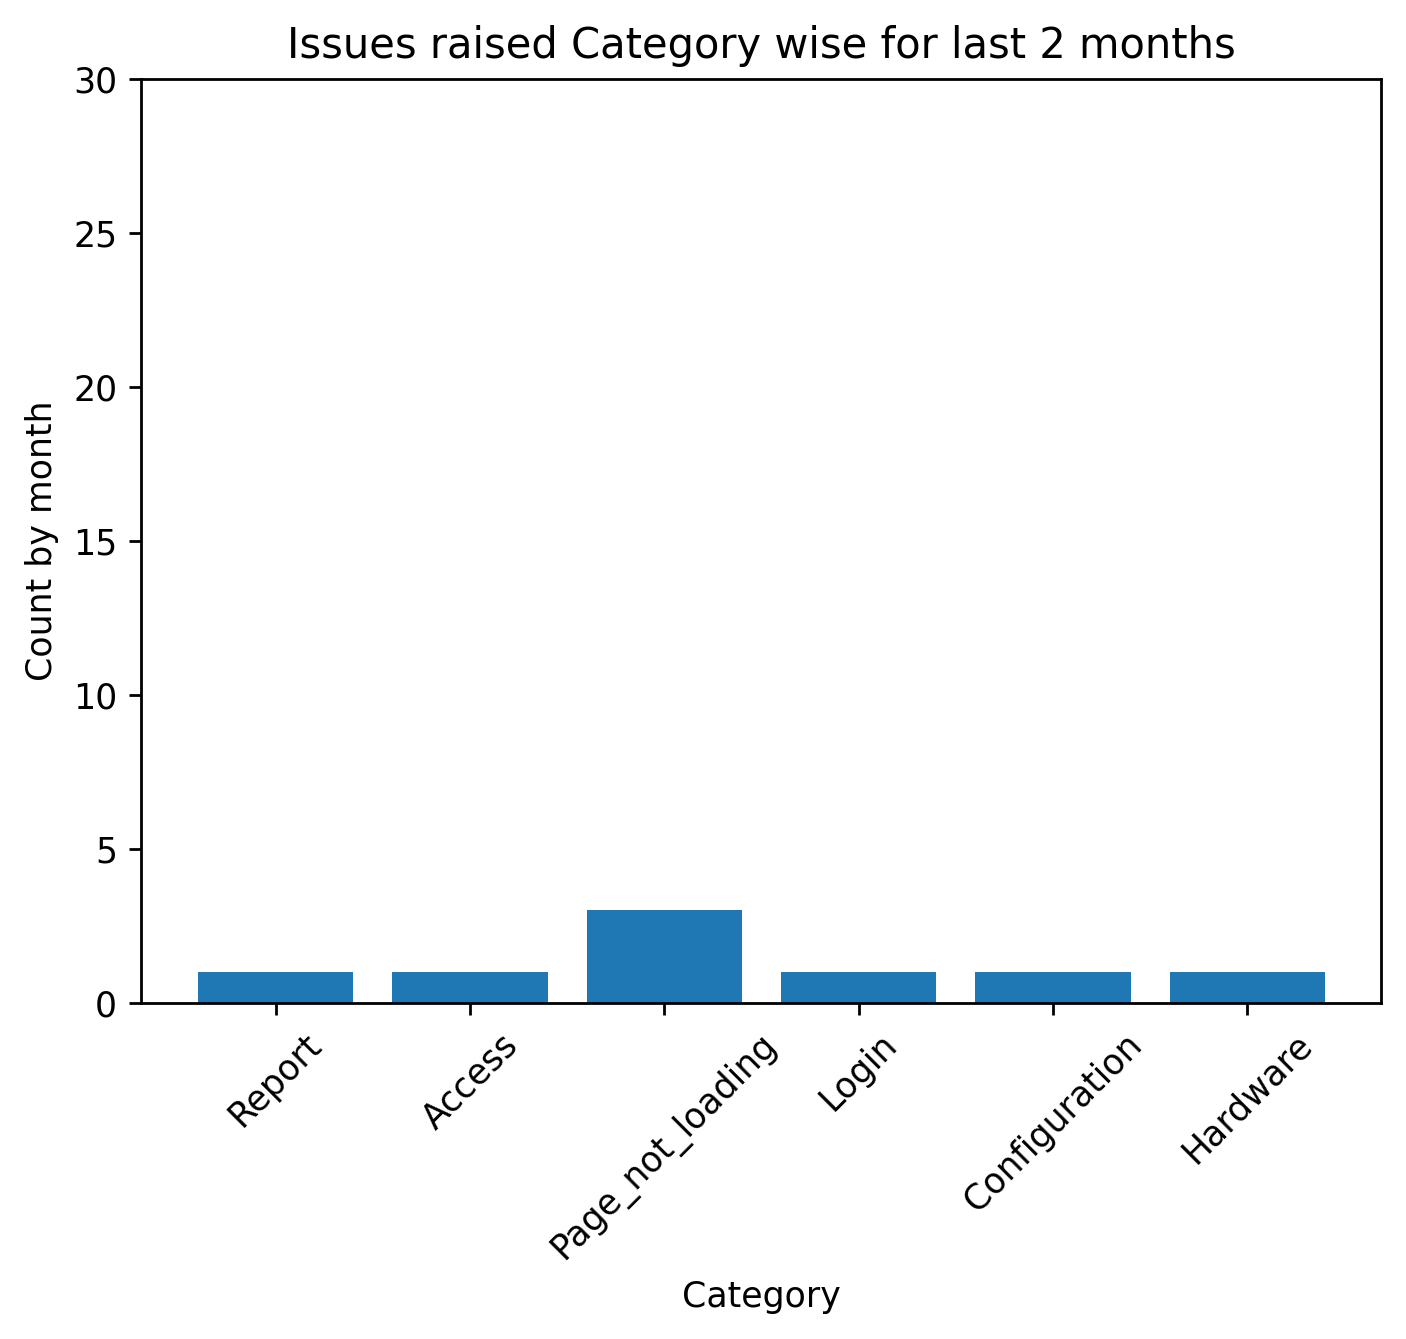 Issues raised Category wise for last 2 months
30
25
20
15
10
5
0
Count by month
Report
Access
Page_not_loading
Login
Configuration
Hardware
Category